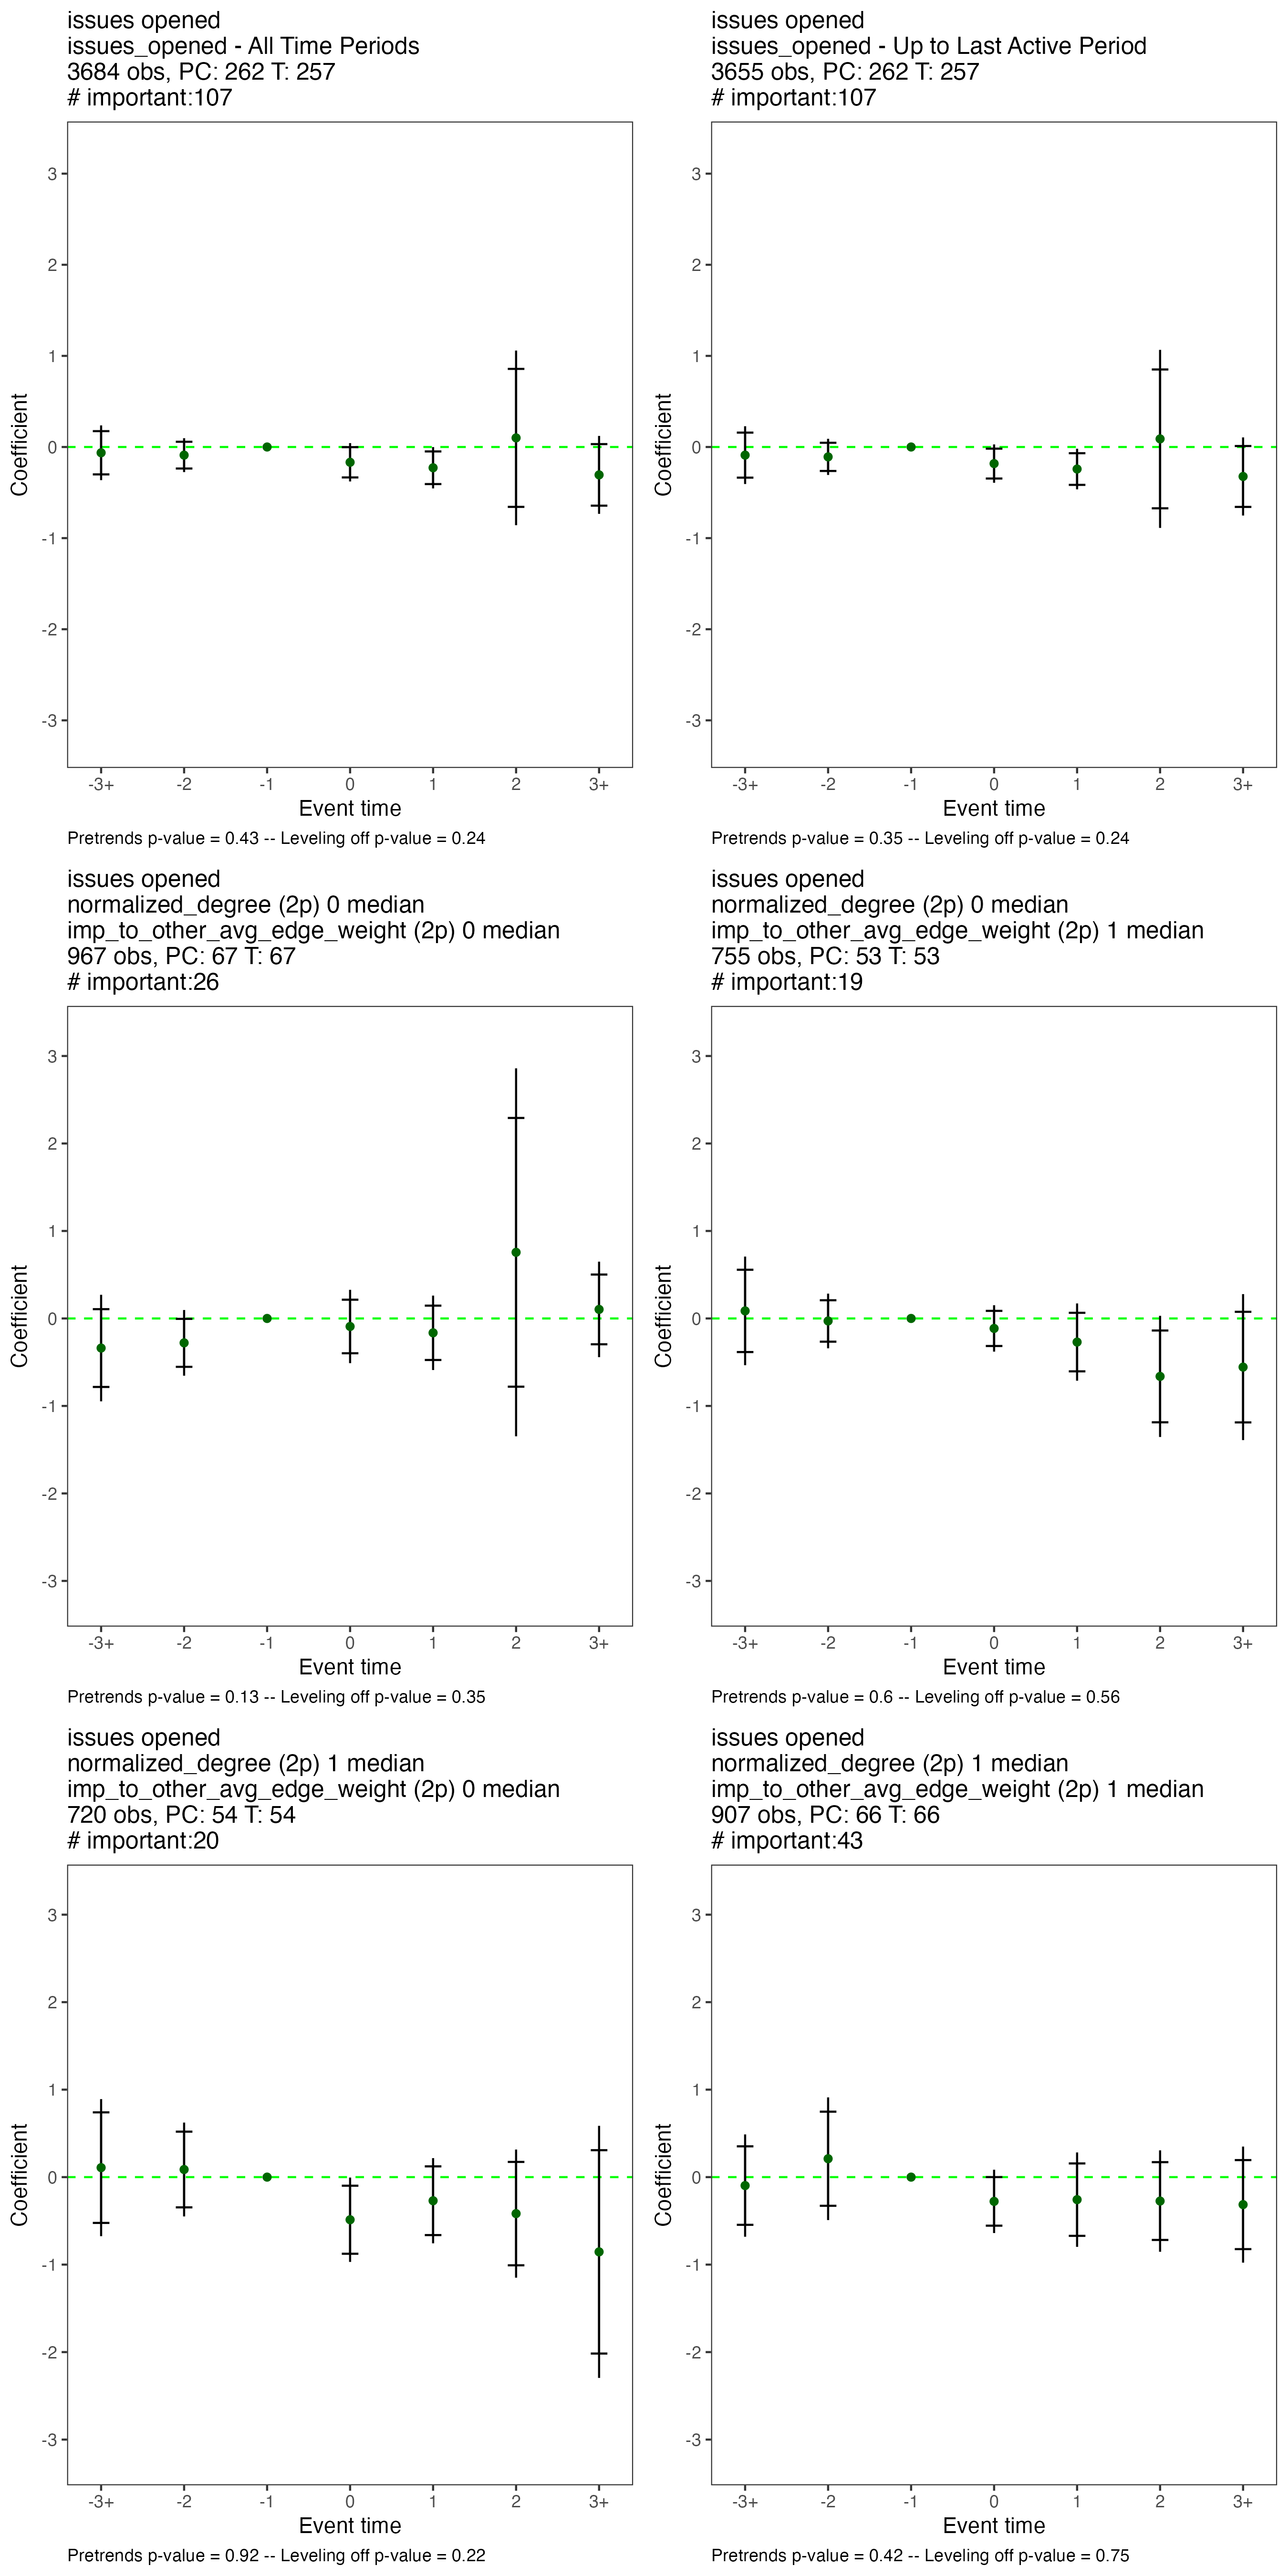 issues opened
issues_opened - All Time Periods
3684 obs, PC: 262 T: 257
# important:107
3
2
1
0
-1
-2
-3
Coefficient
-3+ -2 -1 0 1 2 3+
Event time
Pretrends p-value = 0.43 -- Leveling off p-value = 0.24
issues opened
issues_opened - Up to Last Active Period
3655 obs, PC: 262 T: 257
# important:107
3
2
1
0
-1
-2
-3
Coefficient
-3+ -2 -1 0 1 2 3+
Event time
Pretrends p-value = 0.35 -- Leveling off p-value = 0.24
issues opened
normalized_degree (2p) 0 median
imp_to_other_avg_edge_weight (2p) 0 median
967 obs, PC: 67 T: 67
# important:26
3
2
1
0
-1
-2
-3
Coefficient
-3+ -2 -1 0 1 2 3+
Event time
Pretrends p-value = 0.13 -- Leveling off p-value = 0.35
issues opened
normalized_degree (2p) 0 median
imp_to_other_avg_edge_weight (2p) 1 median
755 obs, PC: 53 T: 53
# important:19
3
2
1
0
-1
-2
-3
Coefficient
-3+ -2 -1 0 1 2 3+
Event time
Pretrends p-value = 0.6 -- Leveling off p-value = 0.56
issues opened
normalized_degree (2p) 1 median
imp_to_other_avg_edge_weight (2p) 0 median
720 obs, PC: 54 T: 54
# important:20
3
2
1
0
-1
-2
-3
Coefficient
-3+ -2 -1 0 1 2 3+
Event time
Pretrends p-value = 0.92 -- Leveling off p-value = 0.22
issues opened
normalized_degree (2p) 1 median
imp_to_other_avg_edge_weight (2p) 1 median
907 obs, PC: 66 T: 66
# important:43
3
2
1
0
-1
-2
-3
Coefficient
-3+ -2 -1 0 1 2 3+
Event time
Pretrends p-value = 0.42 -- Leveling off p-value = 0.75